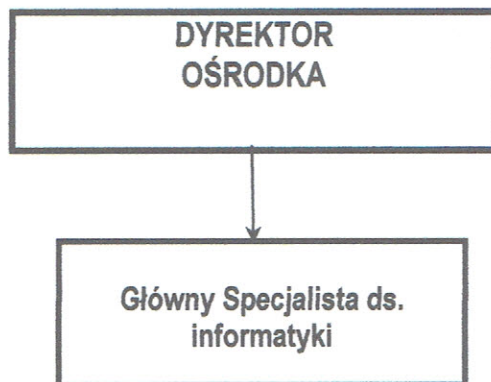 DYREKTOR
OŚRODKA
Główny Specjalista ds.
informatyki